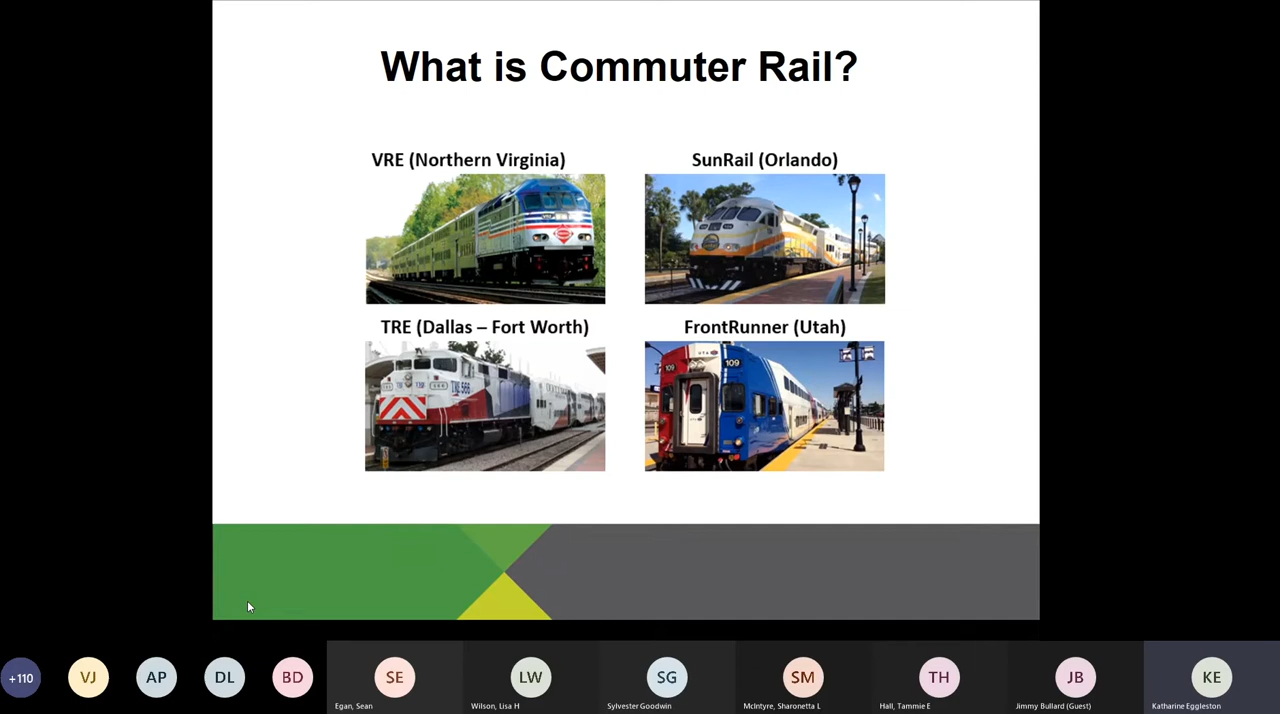 What is Commuter Rail?
VRE (Northern Virginia)
SunRail (Orlando)
TRE (Dallas – Fort Worth)
FrontRunner (Utah)
109
109
+110
VJ
AP
DL
BD
SE
LW
SG
SM
TH
JB
KE
Egan, Sean
Wilson, Lisa H
Sylvester Goodwin
McIntyre, Sharonetta L
Hall, Tammie E
Jimmy Bullard (Guest)
Katharine Eggleston